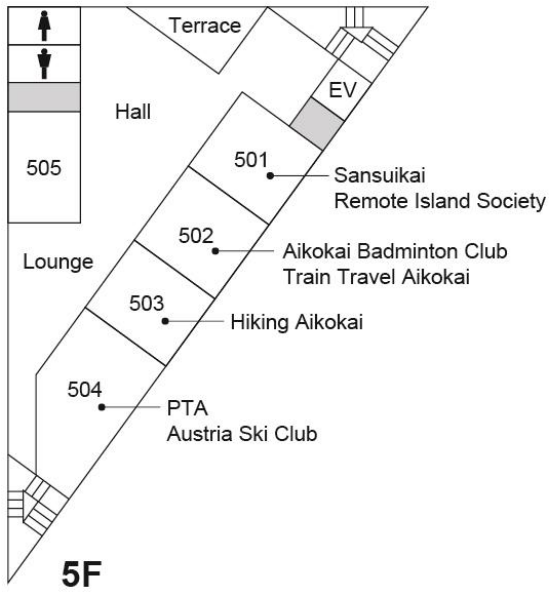 Terrace
EV
Hall
501
Sansuikai
Remote Island Society
505
502
Aikokai Badminton Club
Train Travel Aikokai
Lounge
503
Hiking Aikokai
504
PTA
Austria Ski Club
5F